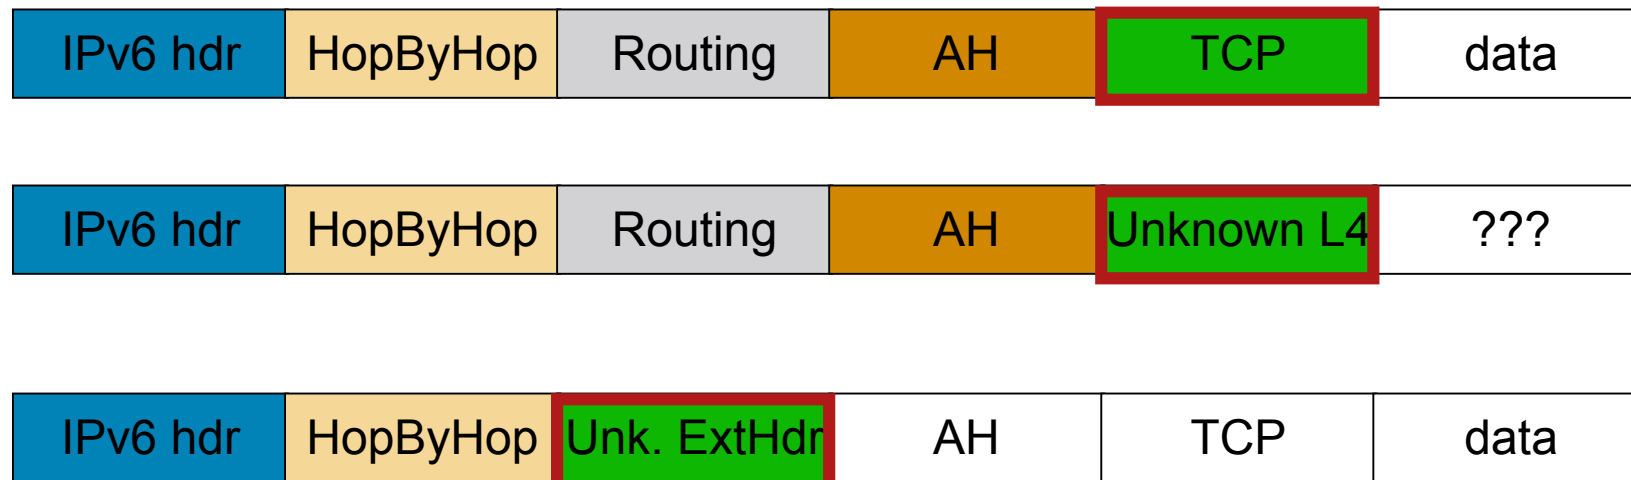 IPv6 hdr HopByHop Routing AH TCP data
IPv6 hdr HopByHop Routing AH Unknown L4 ???
IPv6 hdr HopByHop Unk. ExtHdr AH TCP data